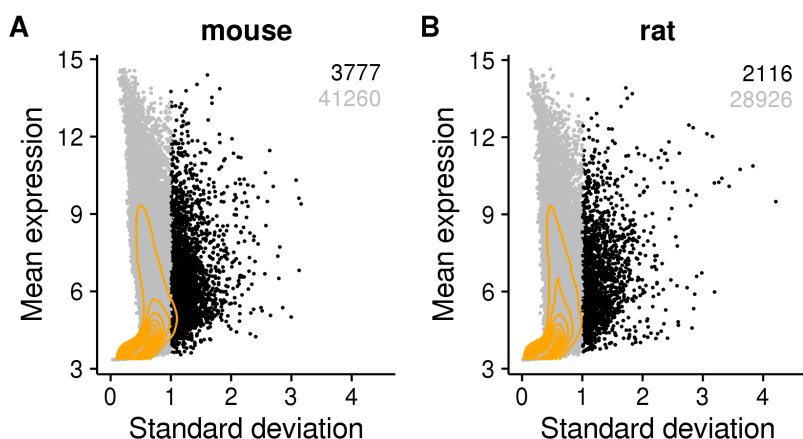 A
mouse
3777
41260
15
12
9
6
3
Mean expression
0 1 2 3 4
Standard deviation
B
rat
2116
28926
15
12
9
6
3
Mean expression
0 1 2 3 4
Standard deviation